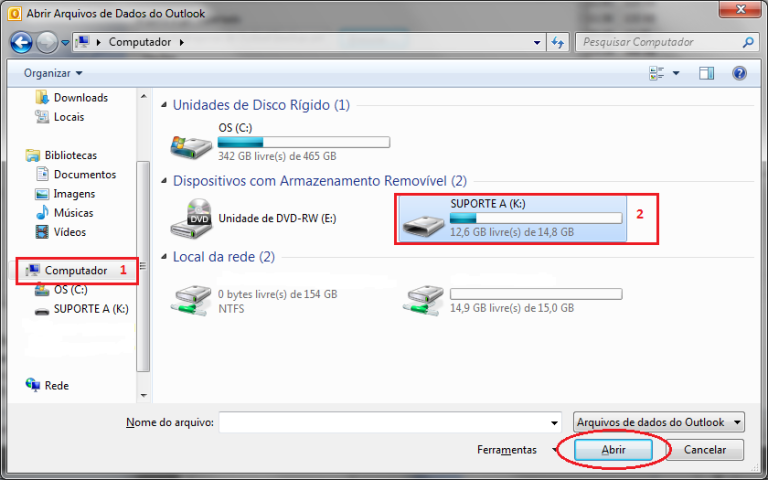 Abrir Arquivos de Dados do Outlook
Computador
Pesquisar Computador
Organizar
Downloads
Locais
Bibliotecas
Documentos
Imagens
Músicas
Vídeos
Computador 1
OS (C:)
SUPORTE A (K:)
Rede
Unidades de Disco Rígido (1)
OS (C:)
342 GB livre(s) de 465 GB
Dispositivos com Armazenamento Removível (2)
DVD
Unidade de DVD-RW (E:)
SUPORTE A (K:)
2
12,6 GB livre(s) de 14,8 GB
Local da rede (2)
0 bytes livre(s) de 154 GB
NTFS
14,9 GB livre(s) de 15,0 GB
Nome do arquivo:
Arquivos de dados do Outlook
Ferramentas
Abrir
Cancelar